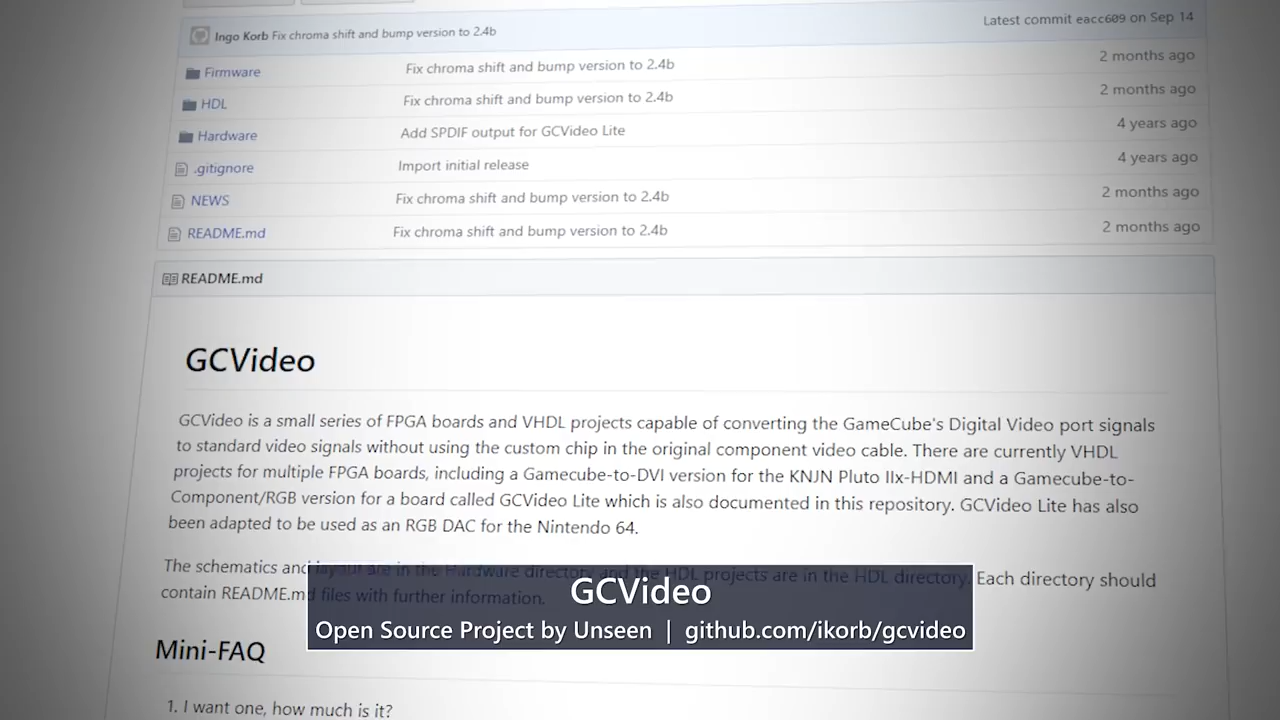 Ingo Korb Fix chroma shift and bump version to 2.4b Latest commit eacc609 on Sep 14
Firmware Fix chroma shift and bump version to 2.4b 2 months ago
HDL Fix chroma shift and bump version to 2.4b 2 months ago
Hardware Add SPDIF output for GCVideo Lite 4 years ago
.gitignore Import initial release 4 years ago
NEWS Fix chroma shift and bump version to 2.4b 2 months ago
README.md Fix chroma shift and bump version to 2.4b 2 months ago
README.md
GCVideo
GCVideo is a small series of FPGA boards and VHDL projects capable of converting the GameCube's Digital Video port signals
to standard video signals without using the custom chip in the original component video cable. There are currently VHDL
projects for multiple FPGA boards, including a Gamecube-to-DVI version for the KNJN Pluto IIx-HDMI and a Gamecube-to-
Component/RGB version for a board called GCVideo Lite which is also documented in this repository. GCVideo Lite has also
been adapted to be used as an RGB DAC for the Nintendo 64.
The schematics and layout are in the Hardware directory and the HDL projects are in the HDL directory. Each directory should
contain README.md files with further information.
GCVideo
Open Source Project by Unseen | github.com/ikorb/gcvideo
Mini-FAQ
1. I want one, how much is it?